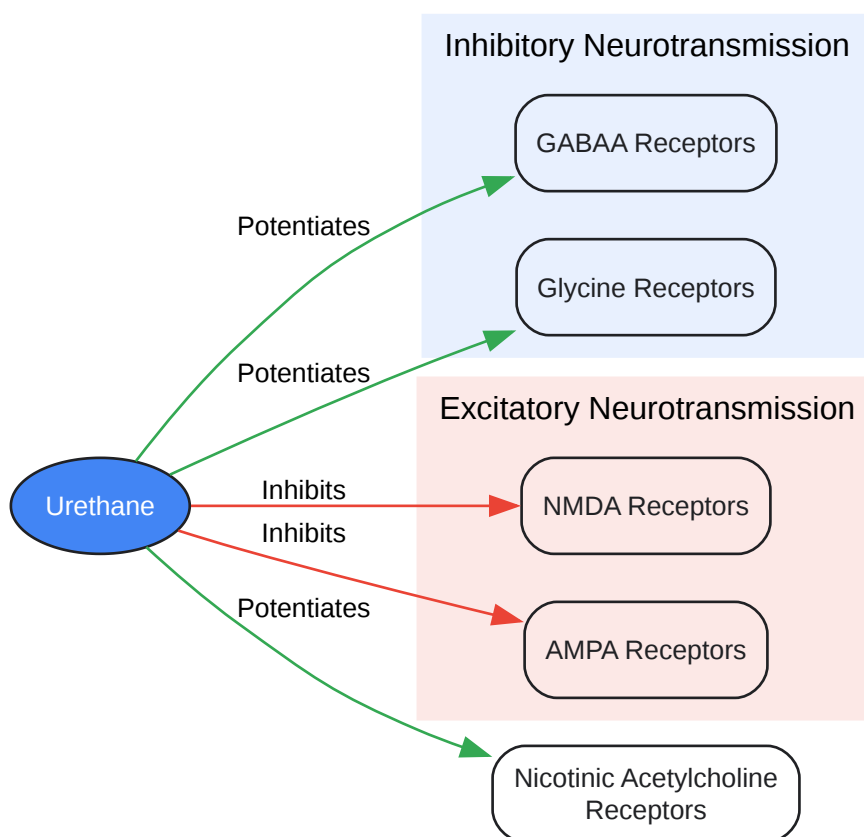 Inhibitory Neurotransmission
GABAA Receptors
Potentiates
Glycine Receptors
Potentiates
Excitatory Neurotransmission
Urethane
Inhibits
NMDA Receptors
Inhibits
Potentiates
AMPA Receptors
Nicotinic Acetylcholine
Receptors